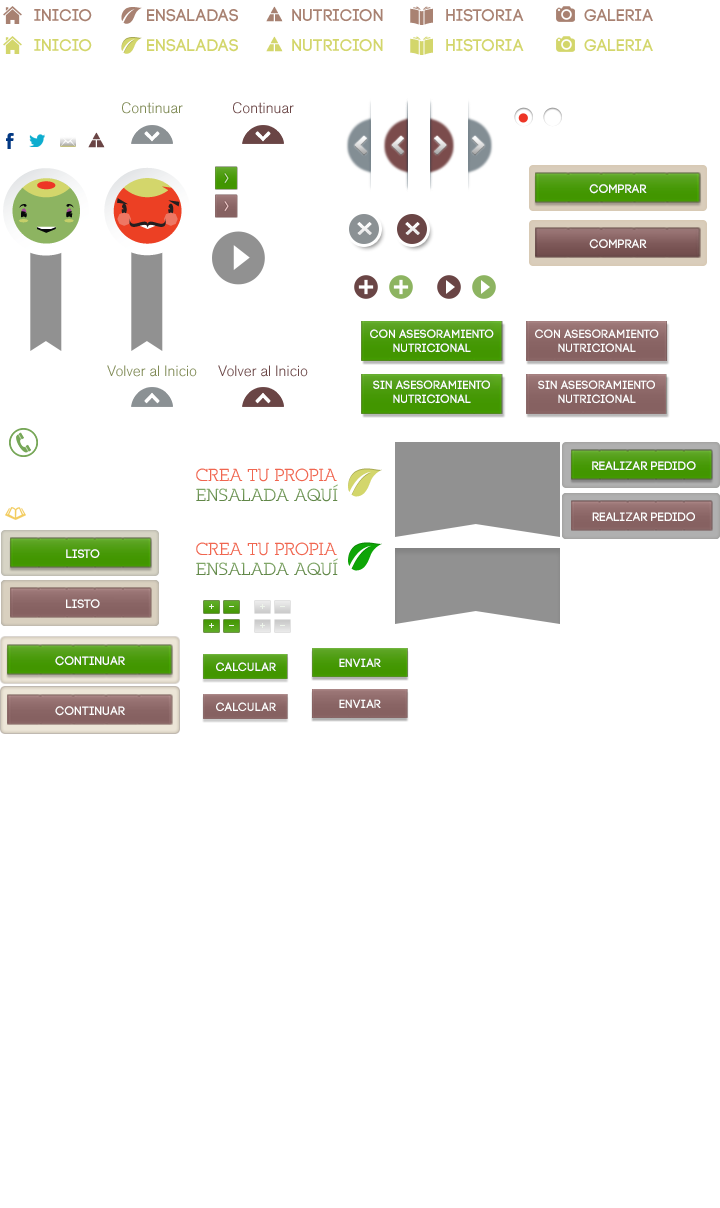 INICIO ENSALADAS NUTRICION HISTORIA GALERIA
INICIO ENSALADAS NUTRICION HISTORIA GALERIA
Continuar Continuar
COMPRAR
COMPRAR
CON ASESORAMIENTO
NUTRICIONAL
CON ASESORAMIENTO
NUTRICIONAL
SIN ASESORAMIENTO
NUTRICIONAL
SIN ASESORAMIENTO
NUTRICIONAL
Volver al Inicio Volver al Inicio
CREA TU PROPIA
ENSALADA AQUÍ
REALIZAR PEDIDO
REALIZAR PEDIDO
CREA TU PROPIA
ENSALADA AQUÍ
LISTO
LISTO
CONTINUAR
CONTINUAR
CALCULAR
ENVIAR
CALCULAR
ENVIAR